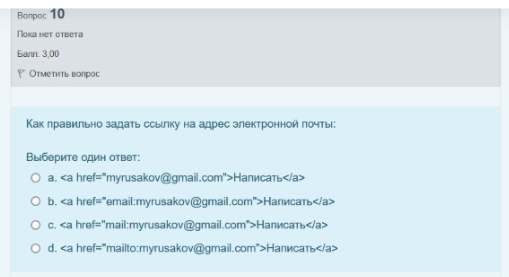 Вопрос 10
Пока нет ответа
Балл: 3,00
Отметить вопрос
Как правильно задать ссылку на адрес электронной почты:
Выберите один ответ:
a. <a href="myrusakov@gmail.com">Написать</a>
b. <a href="email:myrusakov@gmail.com">Написать</a>
c. <a href="mail:myrusakov@gmail.com">Написать</a>
d. <a href="mailto:myrusakov@gmail.com">Написать</a>